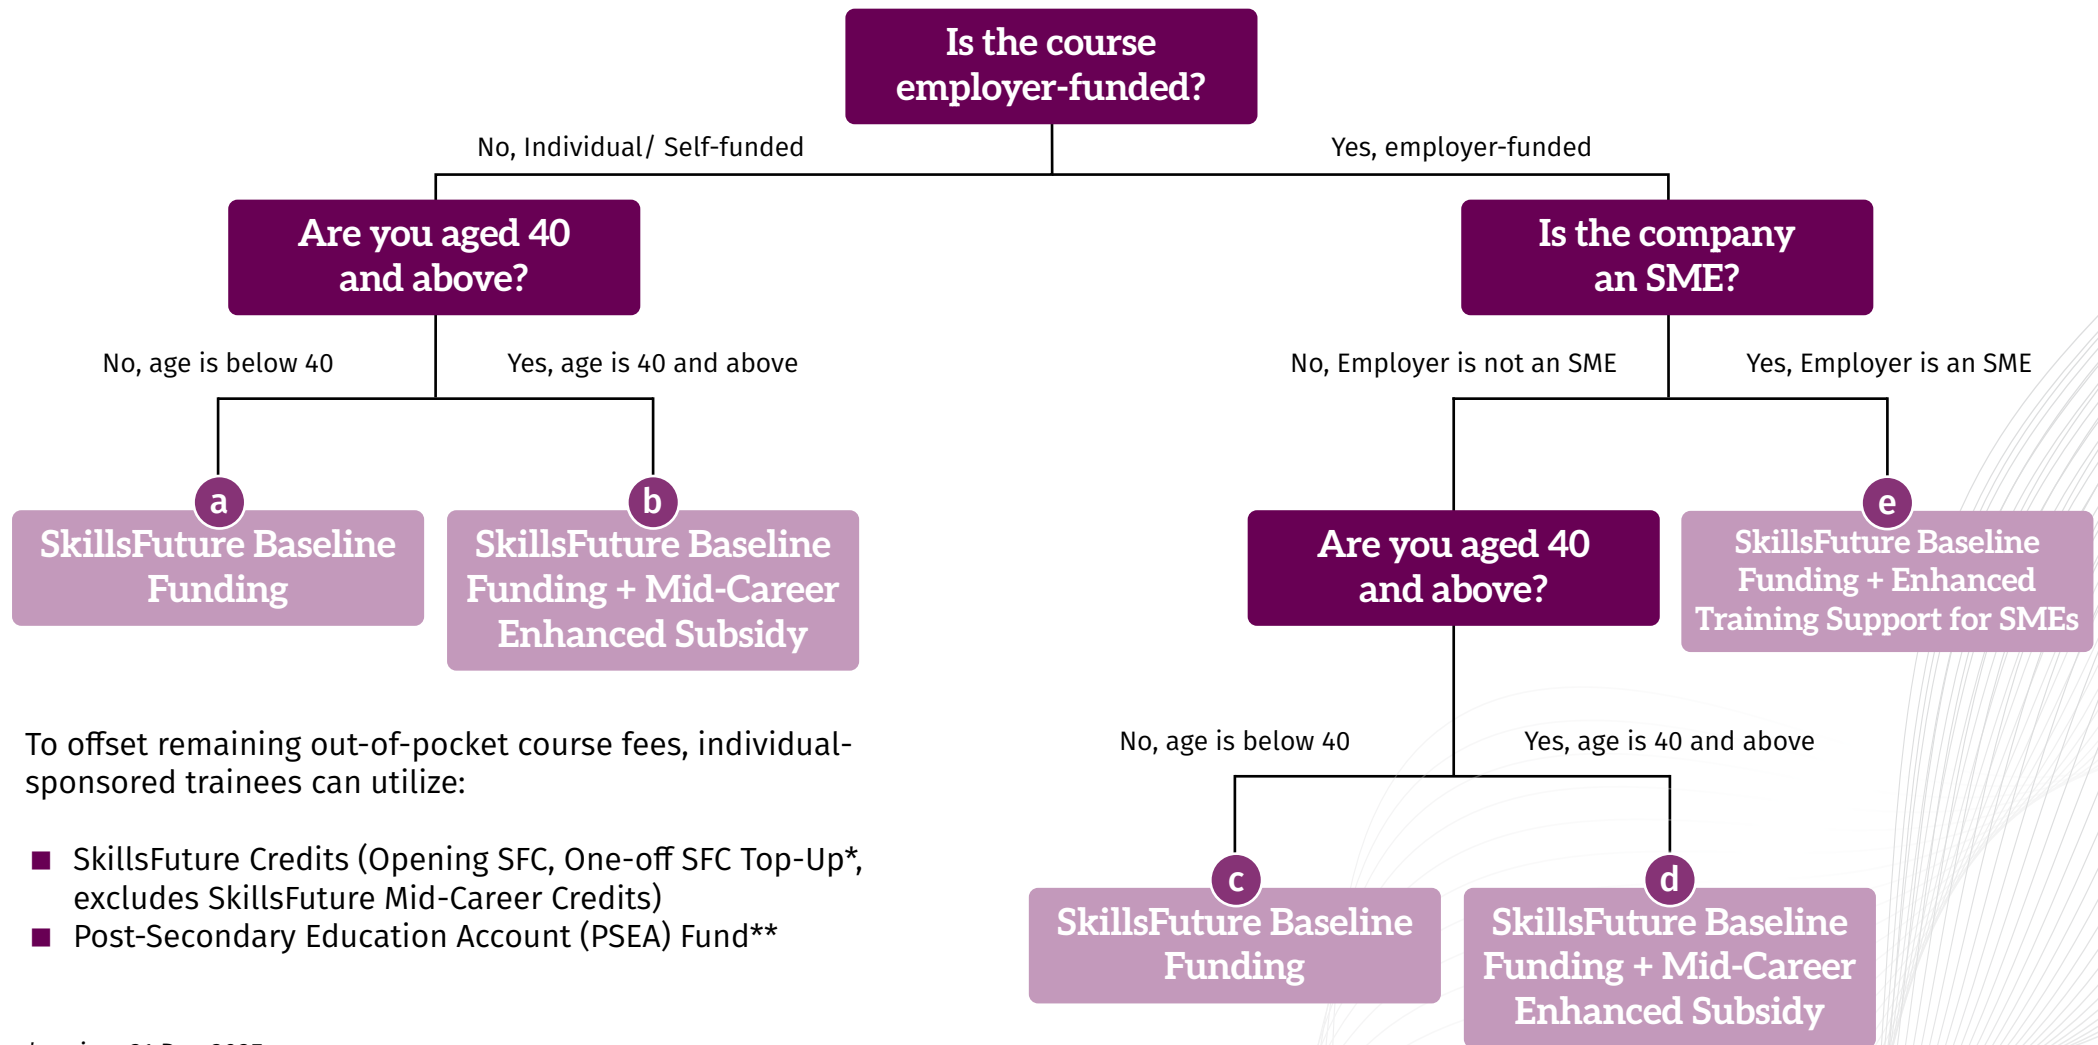 Is the course
employer-funded?
No, Individual/ Self-funded
Yes, employer-funded
Are you aged 40
and above?
Is the company
an SME?
No, age is below 40
Yes, age is 40 and above
No, Employer is not an SME
Yes, Employer is an SME
a
SkillsFuture Baseline
Funding
b
SkillsFuture Baseline
Funding + Mid-Career
Enhanced Subsidy
Are you aged 40
and above?
e
SkillsFuture Baseline
Funding + Enhanced
Training Support for SMEs
To offset remaining out-of-pocket course fees, individual-
sponsored trainees can utilize:
■ SkillsFuture Credits (Opening SFC, One-off SFC Top-Up*,
excludes SkillsFuture Mid-Career Credits)
■ Post-Secondary Education Account (PSEA) Fund**
No, age is below 40
Yes, age is 40 and above
c
SkillsFuture Baseline
Funding
d
SkillsFuture Baseline
Funding + Mid-Career
Enhanced Subsidy